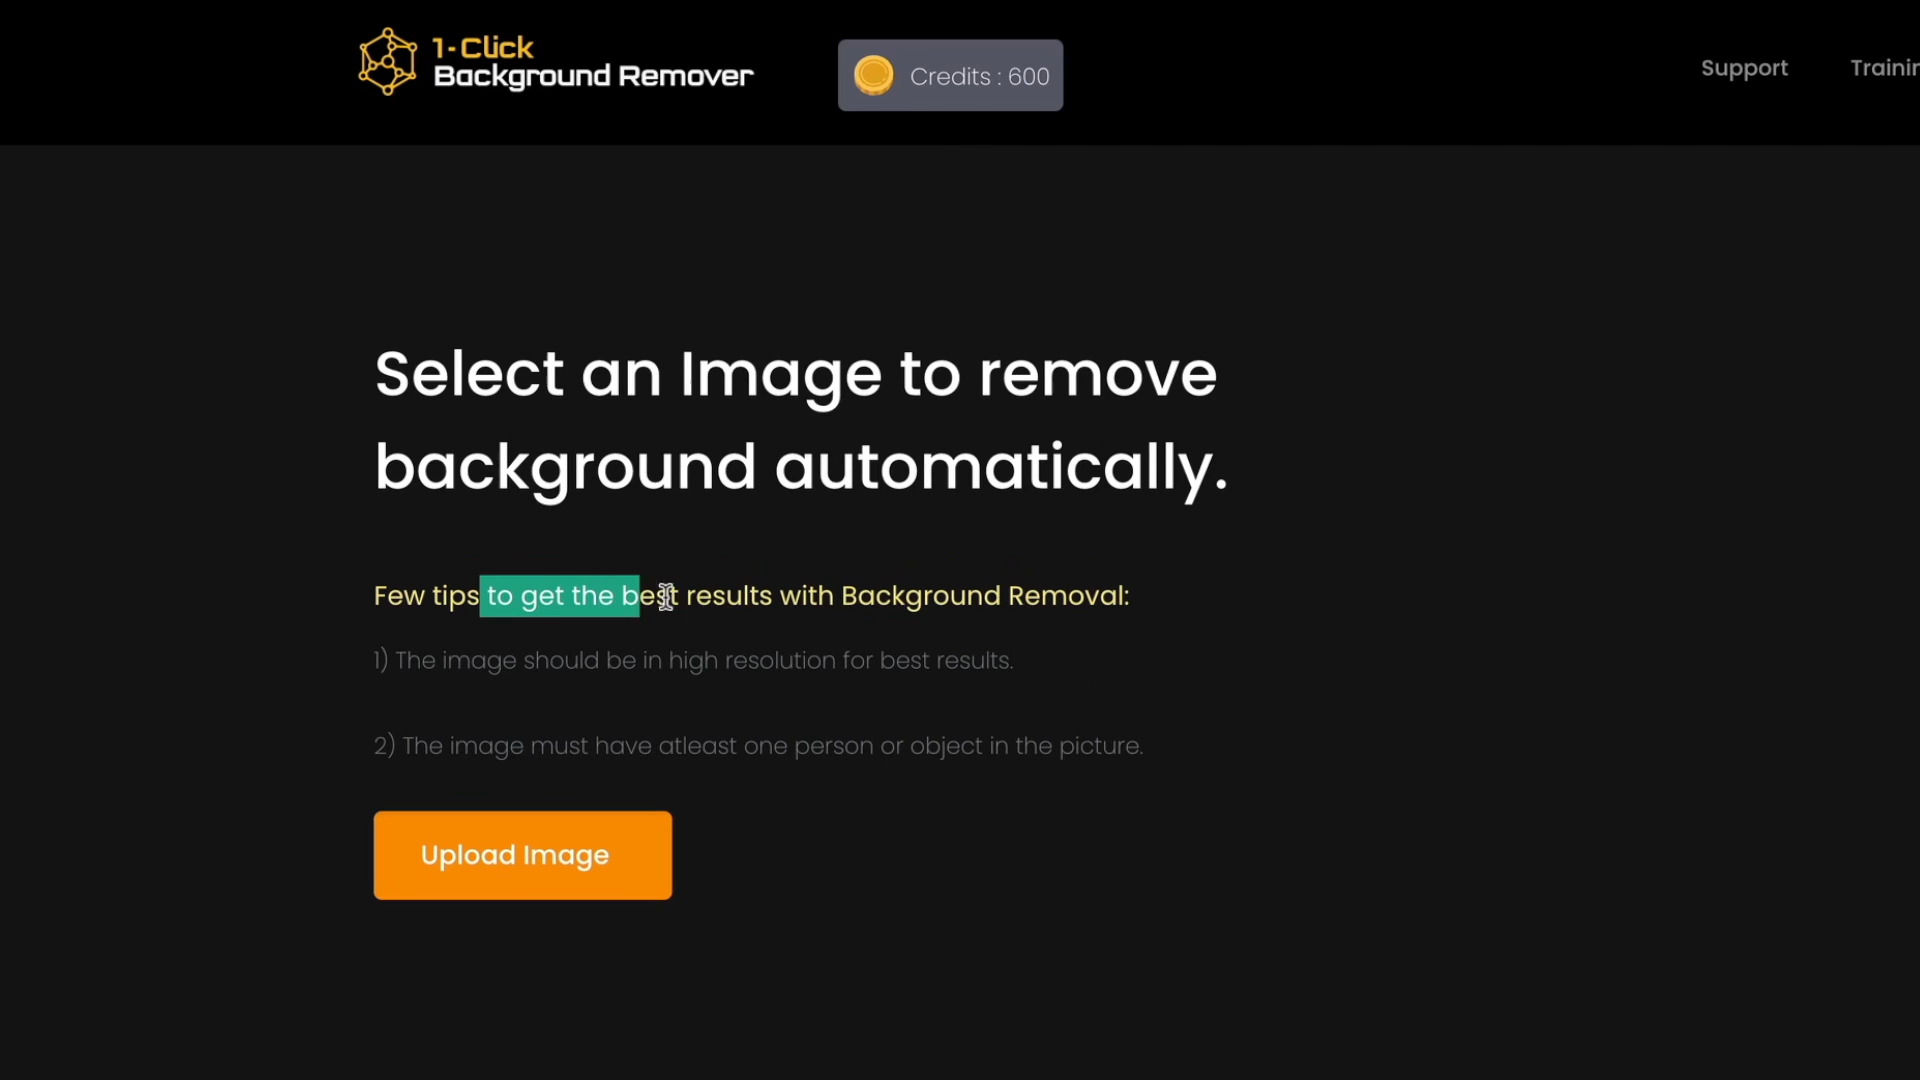 1-Click
Background Remover
Credits : 600
Support
Select an Image to remove
background automatically.
Few tips to get the best results with Background Removal:
1) The image should be in high resolution for best results.
2) The image must have atleast one person or object in the picture.
Upload Image